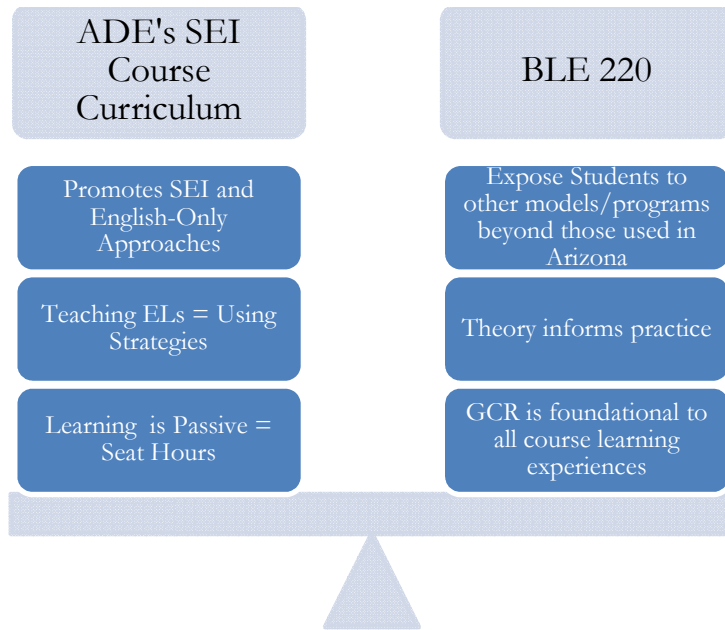 ADE's SEI
Course
Curriculum
Promotes SEI and
English-Only
Approaches
Teaching ELs = Using
Strategies
Learning is Passive =
Seat Hours
BLE 220
Expose Students to
other models/programs
beyond those used in
Arizona
Theory informs practice
GCR is foundational to
all course learning
experiences